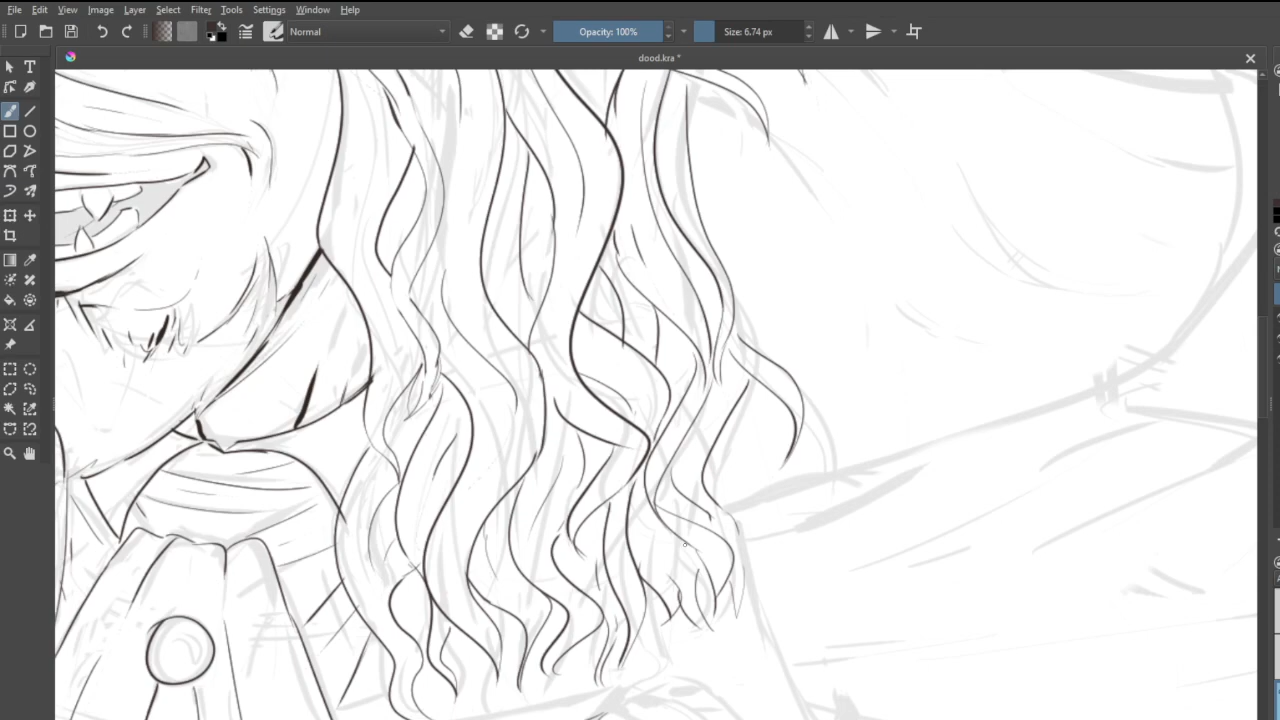 File Edit View Image Layer Select Filter Tools Settings Window Help
Normal Opacity: 100% Size: 6.74 px
dood.kra *